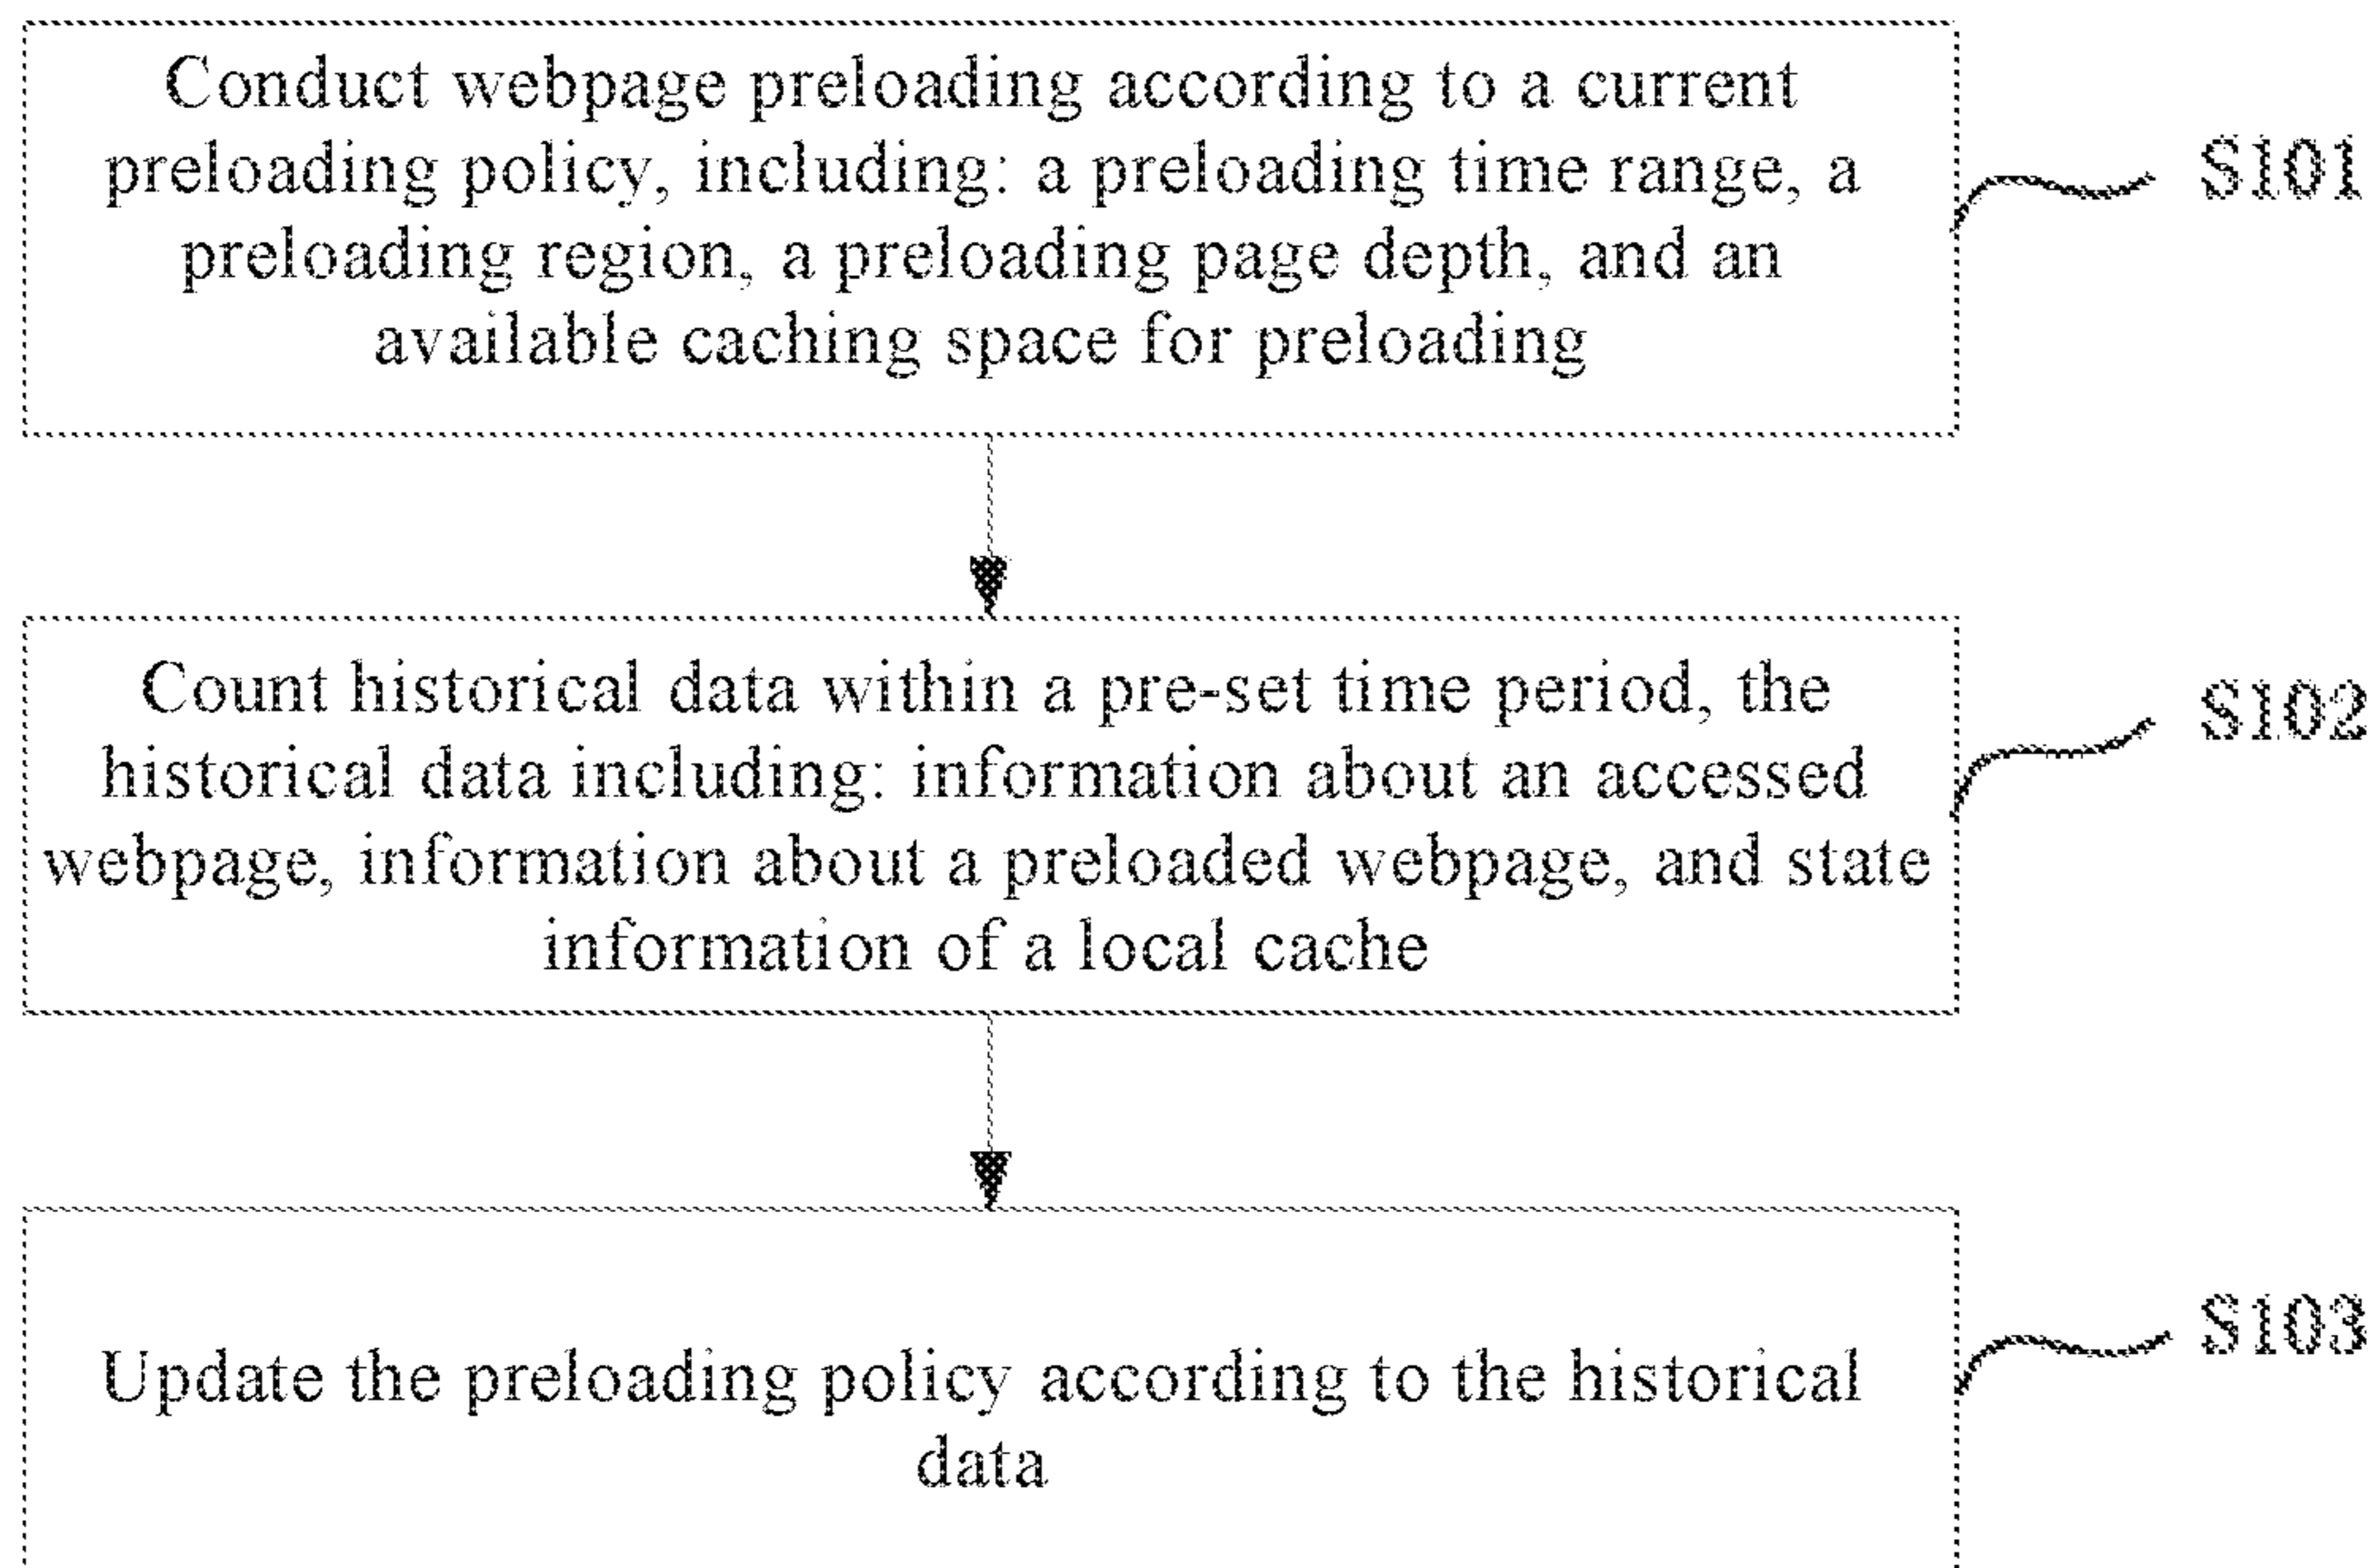 Conduct webpage preloading according to a current
preloading policy, including: a preloading time range, a
preloading region, a preloading page depth, and an
available caching space for preloading
S101
Count historical data within a pre-set time period, the
historical data including: information about an accessed
webpage, information about a preloaded webpage, and state
information of a local cache
S102
Update the preloading policy according to the historical
data
S103